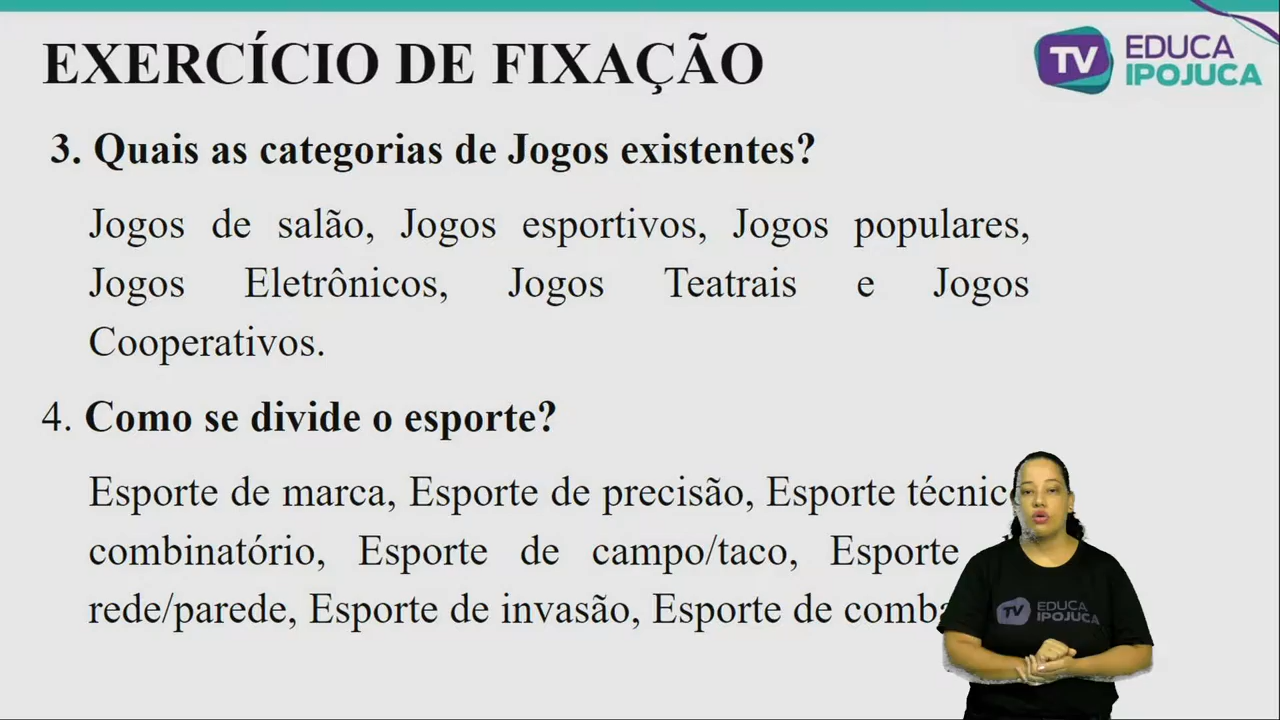 EXERCÍCIO DE FIXAÇÃO
TV EDUCA
IPOJUCA
3. Quais as categorias de Jogos existentes?
Jogos de salão, Jogos esportivos, Jogos populares,
Jogos Eletrônicos, Jogos Teatrais e Jogos
Cooperativos.
4. Como se divide o esporte?
Esporte de marca, Esporte de precisão, Esporte
combinatório, Esporte de campo/taco, Esporte
rede/parede, Esporte de invasão, Esporte de
TV EDUCA
IPOJUCA